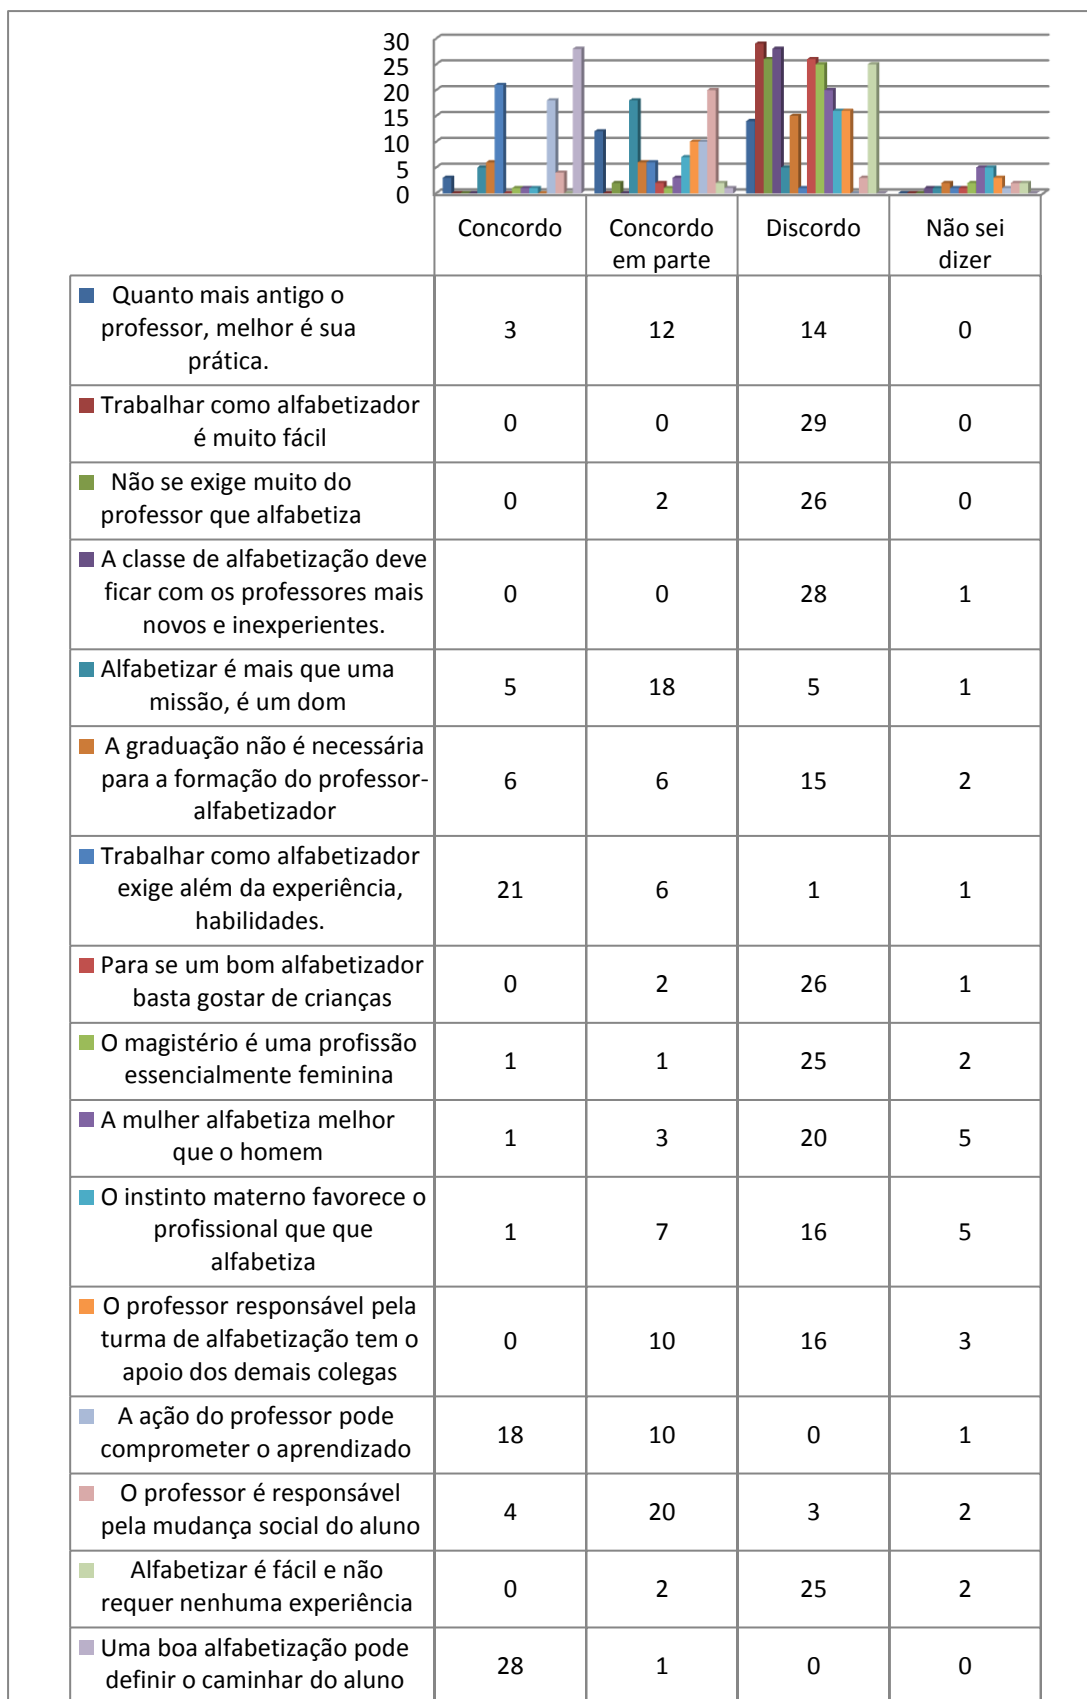 30
25
20
15
10
5
0
Concordo Concordo Discordo Não sei
em parte dizer
Quanto mais antigo o
professor, melhor é sua
prática.
3 12 14 0
Trabalhar como alfabetizador
é muito fácil
0 0 29 0
Não se exige muito do
professor que alfabetiza
0 2 26 0
A classe de alfabetização deve
ficar com os professores mais
novos e inexperientes.
0 0 28 1
Alfabetizar é mais que uma
missão, é um dom
5 18 5 1
A graduação não é necessária
para a formação do professor-
alfabetizador
6 6 15 2
Trabalhar como alfabetizador
exige além da experiência,
habilidades.
21 6 1 1
Para se um bom alfabetizador
basta gostar de crianças
0 2 26 1
O magistério é uma profissão
essencialmente feminina
1 1 25 2
A mulher alfabetiza melhor
que o homem
1 3 20 5
O instinto materno favorece o
profissional que que
alfabetiza
1 7 16 5
O professor responsável pela
turma de alfabetização tem o
apoio dos demais colegas
0 10 16 3
A ação do professor pode
comprometer o aprendizado
18 10 0 1
O professor é responsável
pela mudança social do aluno
4 20 3 2
Alfabetizar é fácil e não
requer nenhuma experiência
0 2 25 2
Uma boa alfabetização pode
definir o caminhar do aluno
28 1 0 0